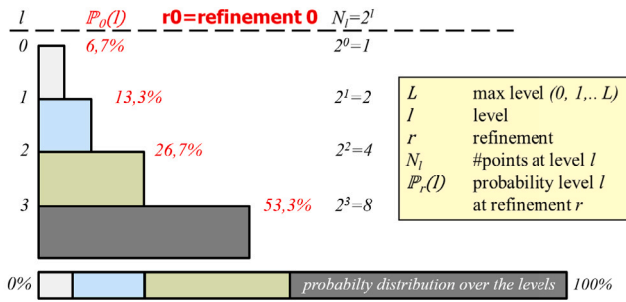 l ℙ₀(l) r0=refinement 0 Nₗ=2ˡ
0 6,7% 2⁰=1
1 13,3% 2¹=2
2 26,7% 2²=4
3 53,3% 2³=8
L max level (0, 1,.. L)
l level
r refinement
Nₗ #points at level l
ℙᵣ(l) probability level l
at refinement r
0% probabilty distribution over the levels 100%